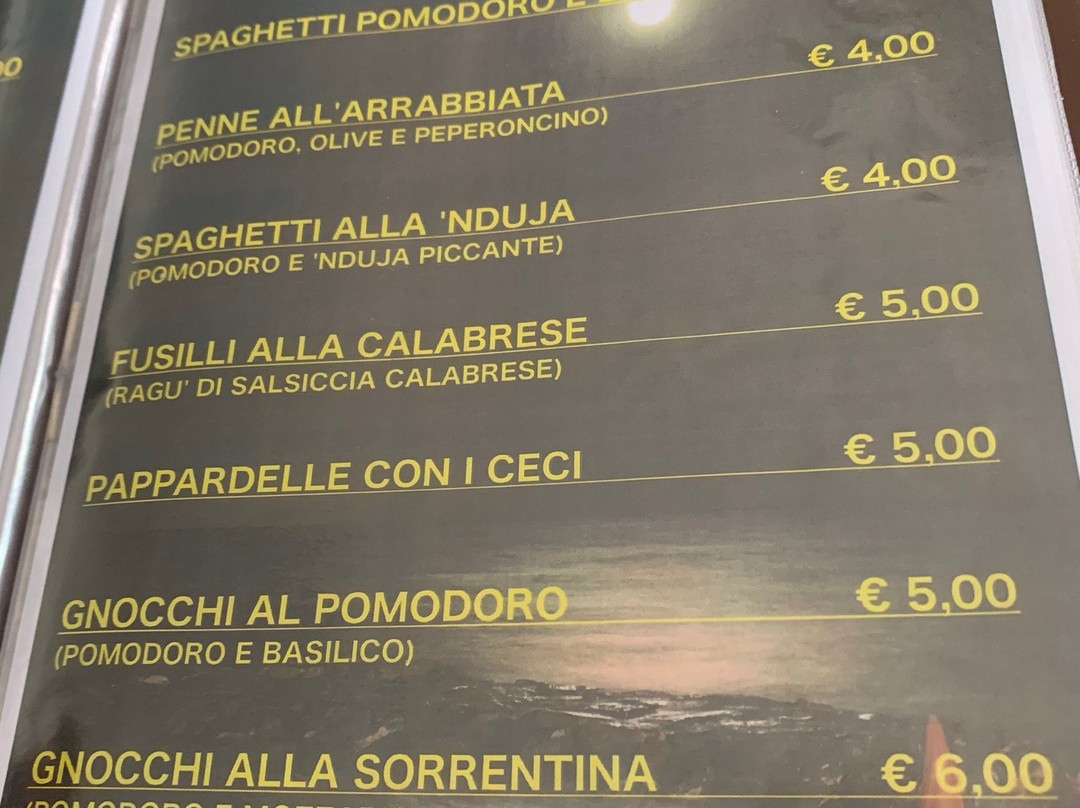 SPAGHETTI POMODORO E
PENNE ALL'ARRABBIATA € 4,00
(POMODORO, OLIVE E PEPERONCINO)
SPAGHETTI ALLA 'NDUJA € 4,00
(POMODORO E 'NDUJA PICCANTE)
FUSILLI ALLA CALABRESE € 5,00
(RAGU' DI SALSICCIA CALABRESE)
PAPPARDELLE CON I CECI € 5,00
GNOCCHI AL POMODORO € 5,00
(POMODORO E BASILICO)
GNOCCHI ALLA SORRENTINA € 6,00
(POMODORO E